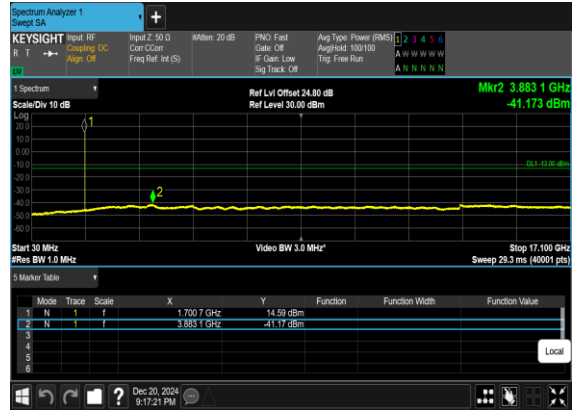 Spectrum Analyzer 1
Swept SA
+
KEYSIGHT Input: RF Input Z: 50 Ω #Atten: 20 dB PNO: Fast Avg Type: Power (RMS) 1 2 3 4 5 6
R T Coupling: DC Corr CCorr Gate: Off Avg|Hold: 100/100 A W W W W W
Align: Off Freq Ref: Int (S) IF Gain: Low Trig: Free Run
Sig Track: Off A N N N N N
1 Spectrum Ref Lvl Offset 24.80 dB Mkr2 3.883 1 GHz
Scale/Div 10 dB Ref Level 30.00 dBm -41.173 dBm
Log
1
20.0
10.0
0.00
-10.0
DL1 -13.00 dBm
-20.0
-30.0
2
-40.0
-50.0
-60.0
Start 30 MHz Video BW 3.0 MHz* Stop 17.100 GHz
#Res BW 1.0 MHz Sweep 29.3 ms (40001 pts)
5 Marker Table
Mode Trace Scale X Y Function Function Width Function Value
1 N 1 f 1.700 7 GHz 14.59 dBm
2 N 1 f 3.883 1 GHz -41.17 dBm
3
4
5
6
Local
? Dec 20, 2024
9:17:21 PM